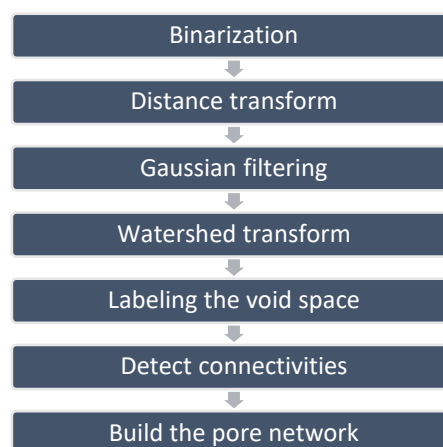 Binarization
Distance transform
Gaussian filtering
Watershed transform
Labeling the void space
Detect connectivities
Build the pore network